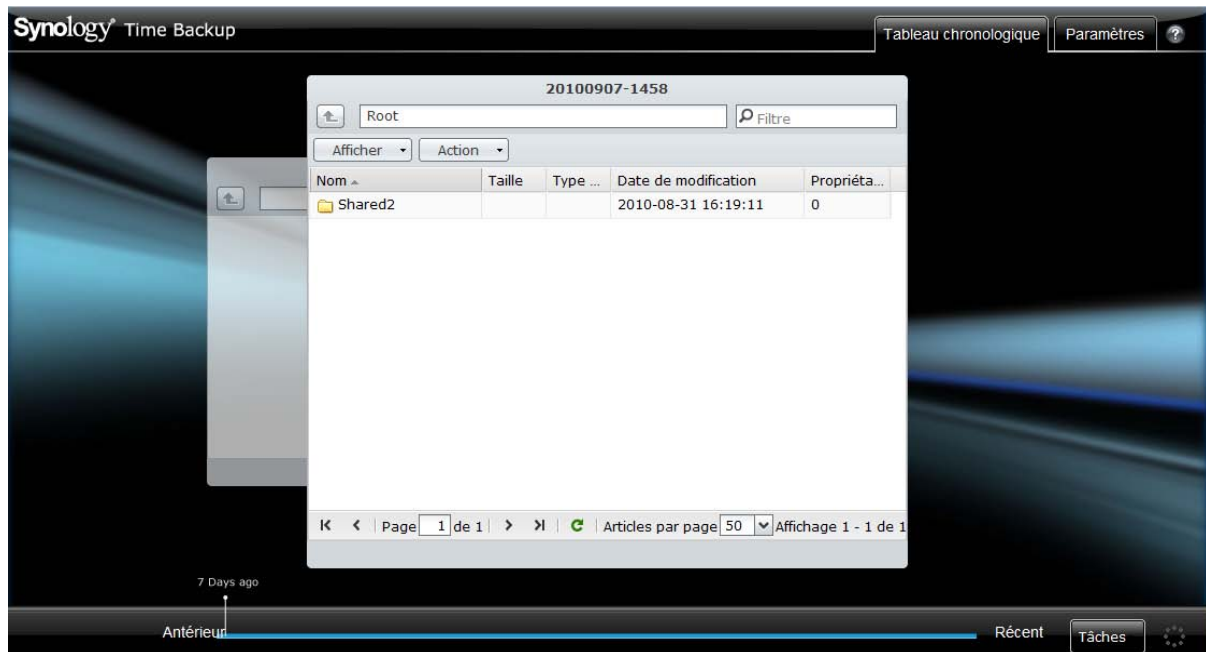 Synology® Time Backup
Tableau chronologique Paramètres ?
20100907-1458
Root Filtre
Afficher Action
Nom Taille Type ... Date de modification Propriéta...
Shared2 2010-08-31 16:19:11 0
Page 1 de 1 Articles par page 50 Affichage 1 - 1 de 1
7 Days ago
Antérieur Récent Tâches